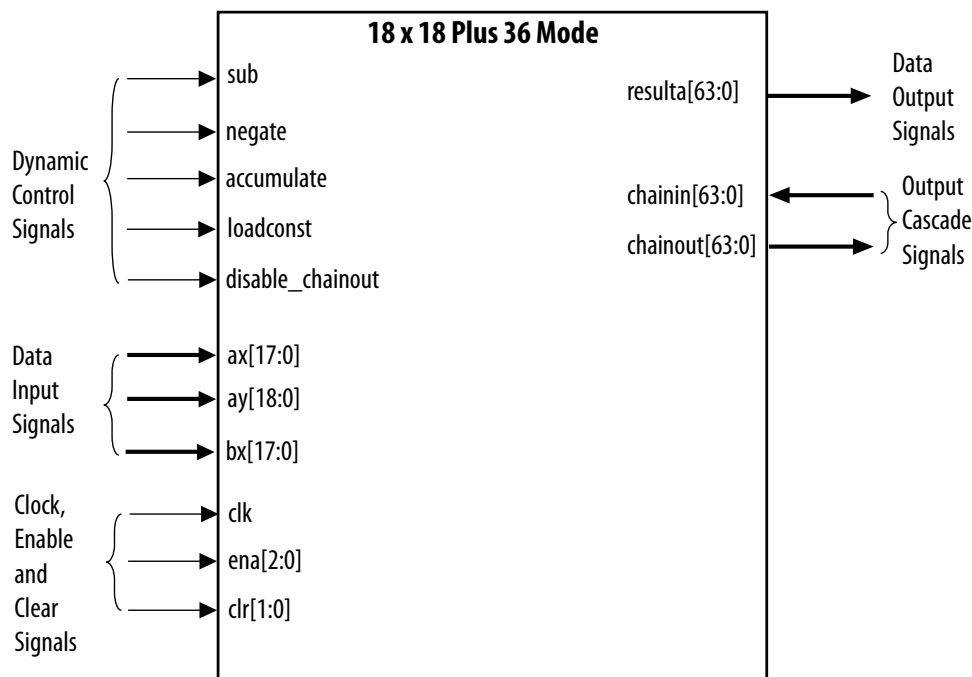 18 x 18 Plus 36 Mode
Dynamic
Control
Signals
sub
negate
accumulate
loadconst
disable_chainout
Data
Input
Signals
ax[17:0]
ay[18:0]
bx[17:0]
Clock,
Enable
and
Clear
Signals
clk
ena[2:0]
clr[1:0]
resulta[63:0]
Data
Output
Signals
chainin[63:0]
chainout[63:0]
Output
Cascade
Signals